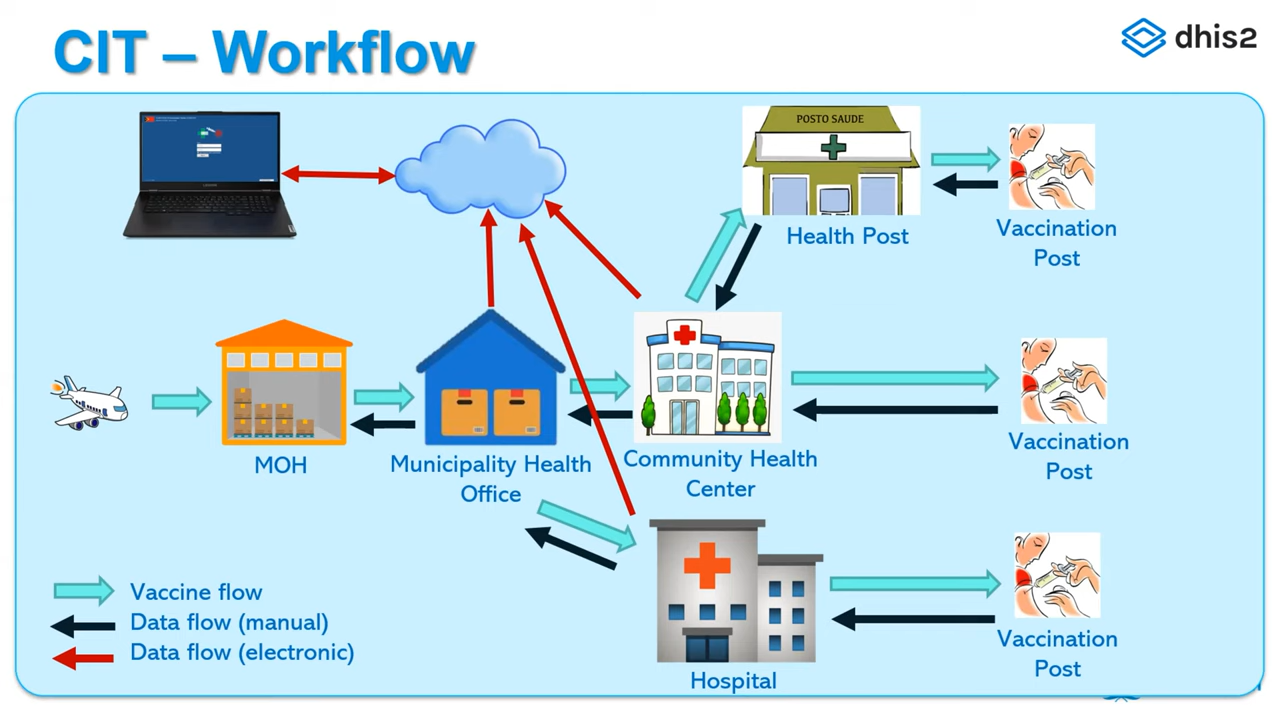 CIT – Workflow
dhis2
POSTO SAUDE
Health Post
Vaccination
Post
MOH
Municipality Health
Office
Community Health
Center
Vaccination
Post
Vaccine flow
Data flow (manual)
Data flow (electronic)
Hospital
Vaccination
Post